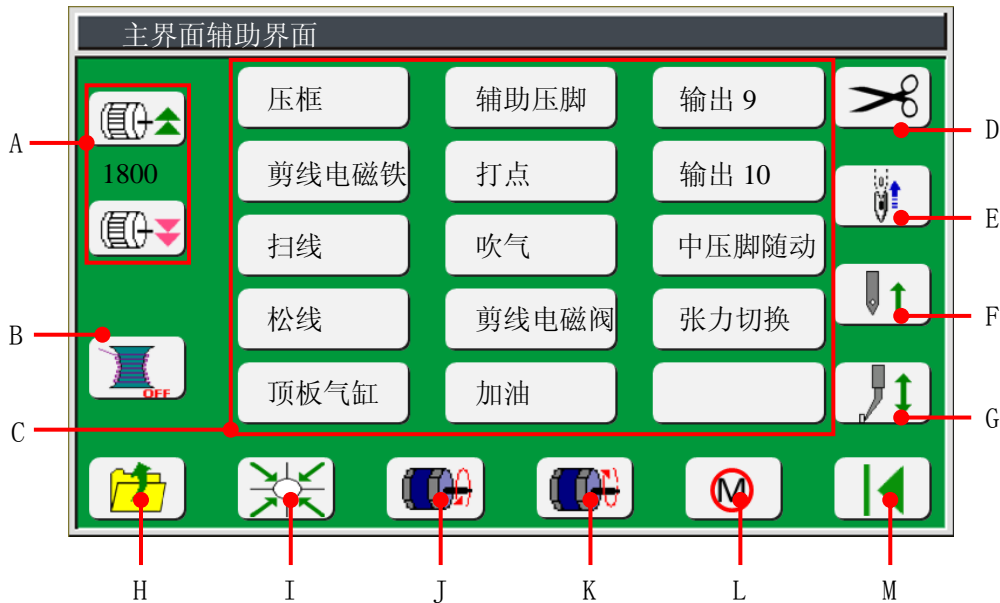 主界面辅助界面
压框 辅助压脚 输出 9
剪线电磁铁 打点 输出 10
扫线 吹气 中压脚随动
松线 剪线电磁阀 张力切换
顶板气缸 加油
1800
OFF
M
A
B
C
D
E
F
G
H I J K L M